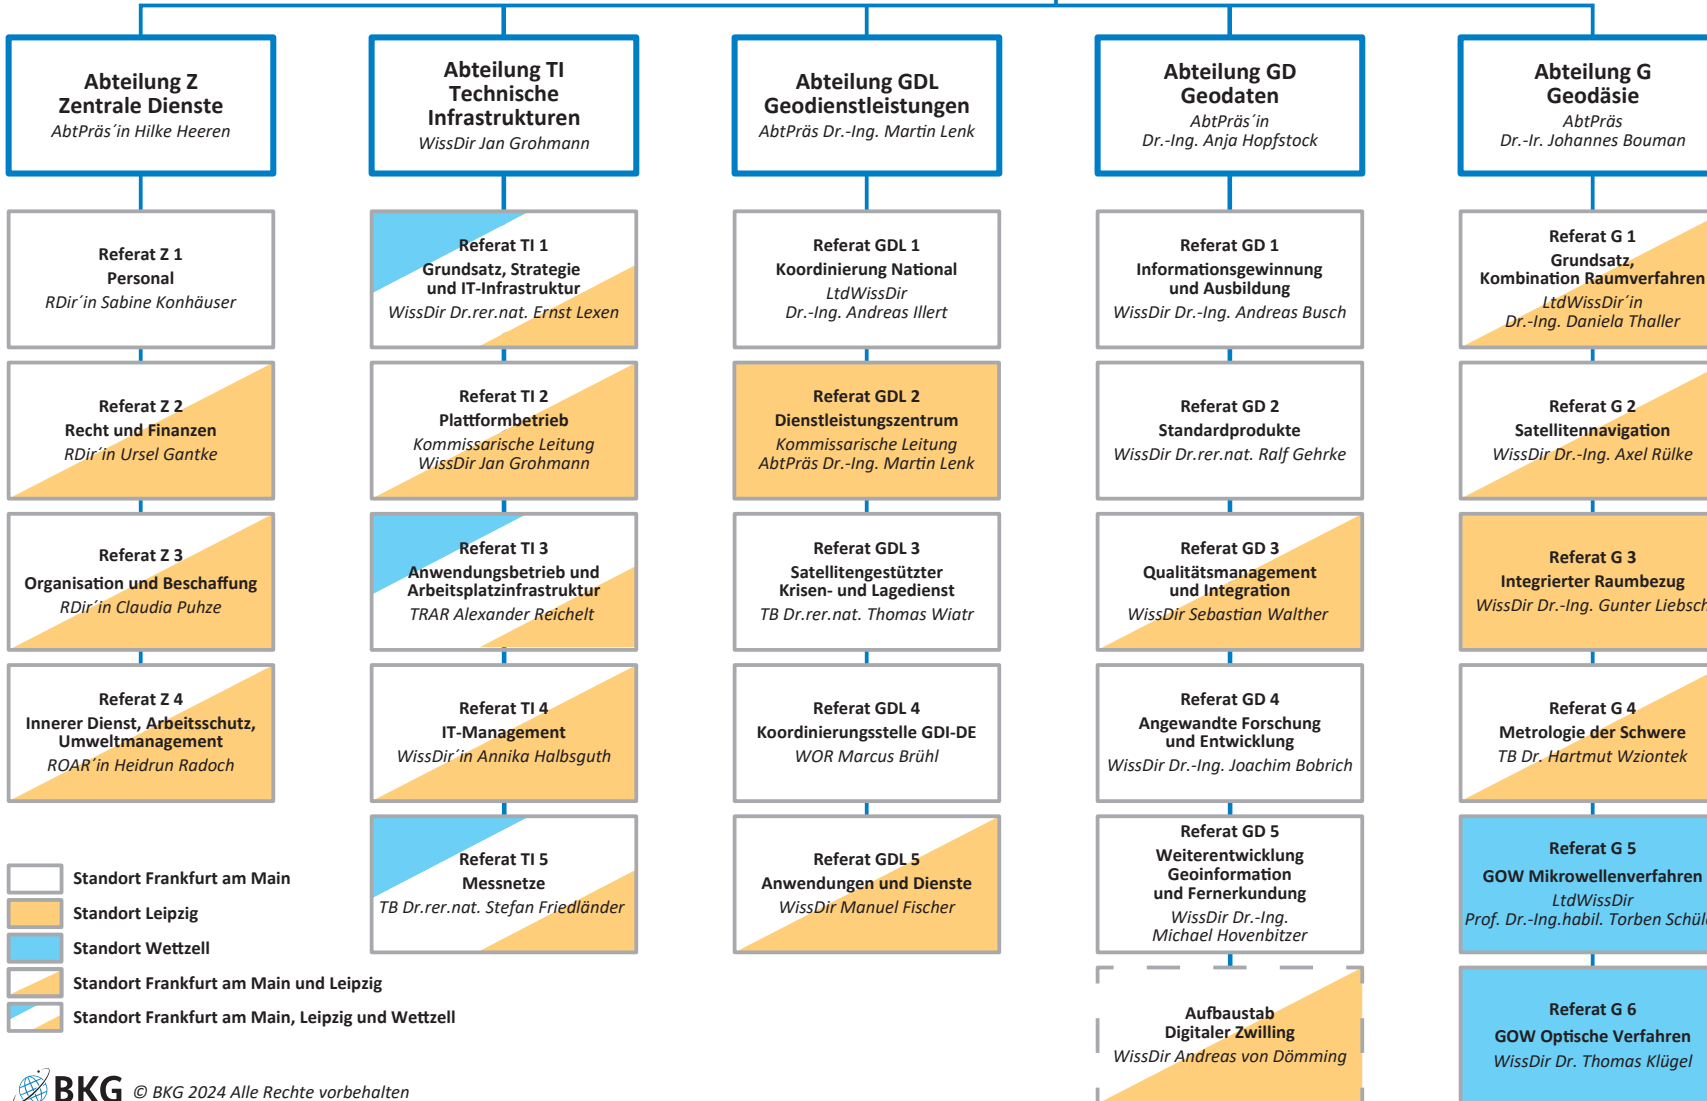 Abteilung Z
Zentrale Dienste
AbtPräs´in Hilke Heeren
Referat Z 1
Personal
RDir´in Sabine Konhäuser
Referat Z 2
Recht und Finanzen
RDir´in Ursel Gantke
Referat Z 3
Organisation und Beschaffung
RDir´in Claudia Puhze
Referat Z 4
Innerer Dienst, Arbeitsschutz,
Umweltmanagement
ROAR´in Heidrun Radoch
Abteilung TI
Technische
Infrastrukturen
WissDir Jan Grohmann
Referat TI 1
Grundsatz, Strategie
und IT-Infrastruktur
WissDir Dr.rer.nat. Ernst Lexen
Referat TI 2
Plattformbetrieb
Kommissarische Leitung
WissDir Jan Grohmann
Referat TI 3
Anwendungsbetrieb und
Arbeitsplatzinfrastruktur
TRAR Alexander Reichelt
Referat TI 4
IT-Management
WissDir´in Annika Halbsguth
Referat TI 5
Messnetze
TB Dr.rer.nat. Stefan Friedländer
Abteilung GDL
Geodienstleistungen
AbtPräs Dr.-Ing. Martin Lenk
Referat GDL 1
Koordinierung National
LtdWissDir
Dr.-Ing. Andreas Illert
Referat GDL 2
Dienstleistungszentrum
Kommissarische Leitung
AbtPräs Dr.-Ing. Martin Lenk
Referat GDL 3
Satellitengestützter
Krisen- und Lagedienst
TB Dr.rer.nat. Thomas Wiatr
Referat GDL 4
Koordinierungsstelle GDI-DE
WOR Marcus Brühl
Referat GDL 5
Anwendungen und Dienste
WissDir Manuel Fischer
Abteilung GD
Geodaten
AbtPräs´in
Dr.-Ing. Anja Hopfstock
Referat GD 1
Informationsgewinnung
und Ausbildung
WissDir Dr.-Ing. Andreas Busch
Referat GD 2
Standardprodukte
WissDir Dr.rer.nat. Ralf Gehrke
Referat GD 3
Qualitätsmanagement
und Integration
WissDir Sebastian Walther
Referat GD 4
Angewandte Forschung
und Entwicklung
WissDir Dr.-Ing. Joachim Bobrich
Referat GD 5
Weiterentwicklung
Geoinformation
und Fernerkundung
WissDir Dr.-Ing.
Michael Hovenbitzer
Aufbaustab
Digitaler Zwilling
WissDir Andreas von Dömming
Abteilung G
Geodäsie
AbtPräs
Dr.-Ir. Johannes Bouman
Referat G 1
Grundsatz,
Kombination Raumverfahren
LtdWissDir´in
Dr.-Ing. Daniela Thaller
Referat G 2
Satellitennavigation
WissDir Dr.-Ing. Axel Rülke
Referat G 3
Integrierter Raumbezug
WissDir Dr.-Ing. Gunter Liebsch
Referat G 4
Metrologie der Schwere
TB Dr. Hartmut Wziontek
Referat G 5
GOW Mikrowellenverfahren
LtdWissDir
Prof. Dr.-Ing.habil. Torben
Referat G 6
GOW Optische Verfahren
WissDir Dr. Thomas Klügel
Standort Frankfurt am Main
Standort Leipzig
Standort Wettzell
Standort Frankfurt am Main und Leipzig
Standort Frankfurt am Main, Leipzig und Wettzell
BKG © BKG 2024 Alle Rechte vorbehalten